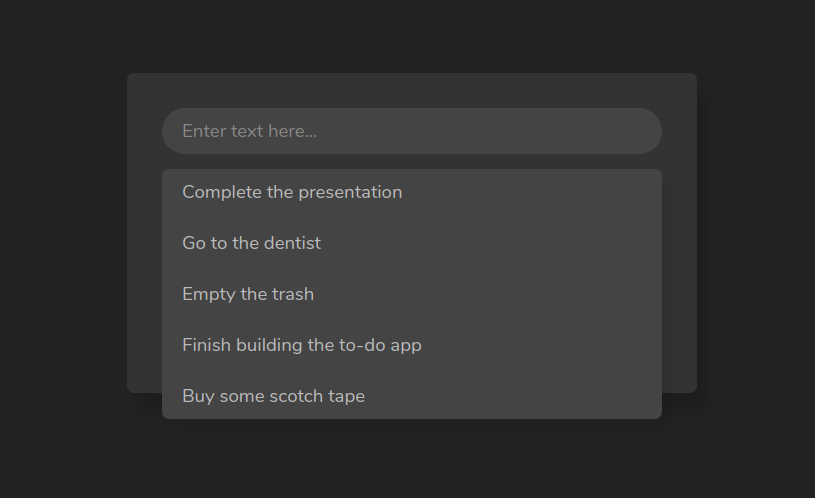 Enter text here...
Complete the presentation
Go to the dentist
Empty the trash
Finish building the to-do app
Buy some scotch tape